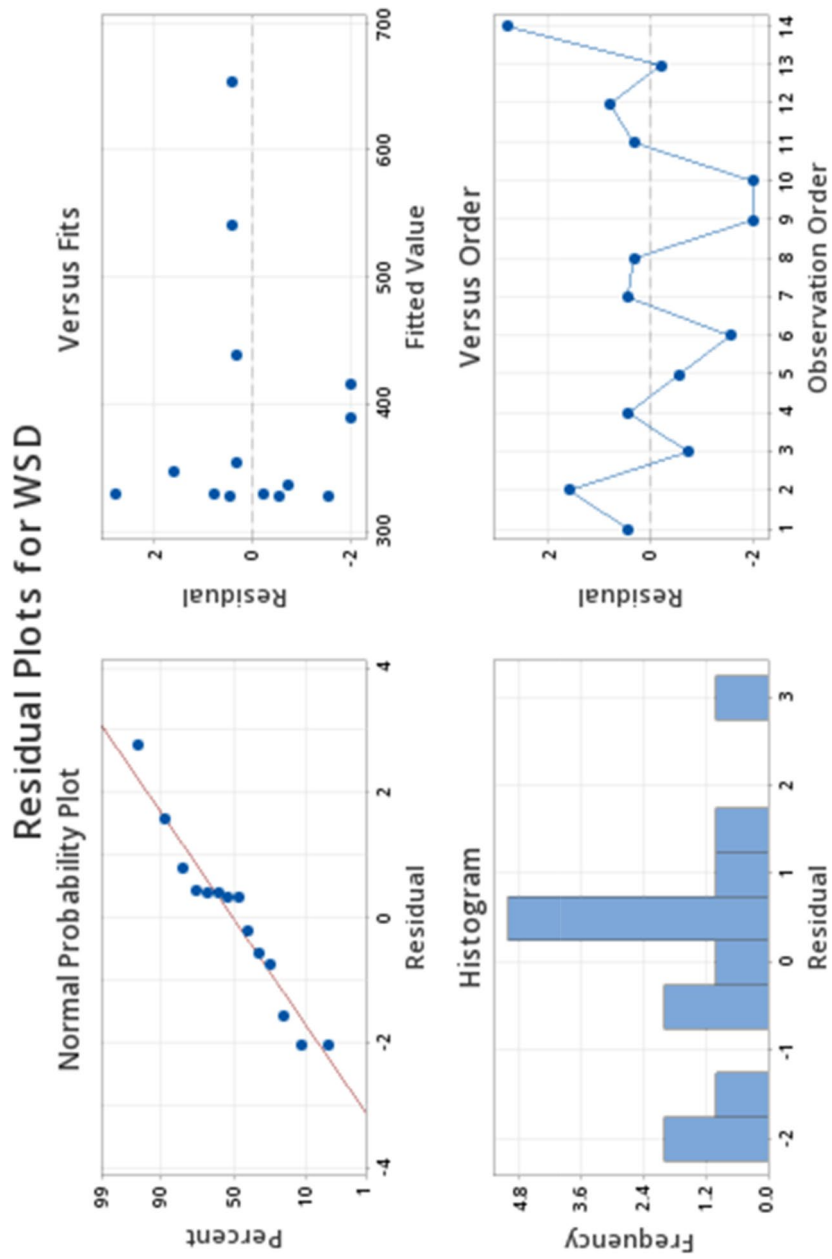 Residual Plots for WSD
Normal Probability Plot
Percent
99
90
50
10
1
-4
-2
0
2
4
Residual
Versus Fits
Residual
2
0
-2
300
400
500
600
700
Fitted Value
Histogram
Frequency
4.8
3.6
2.4
1.2
0.0
-2
-1
0
1
2
3
Residual
Versus Order
Residual
2
0
-2
1 2 3 4 5 6 7 8 9 10 11 12 13 14
Observation Order